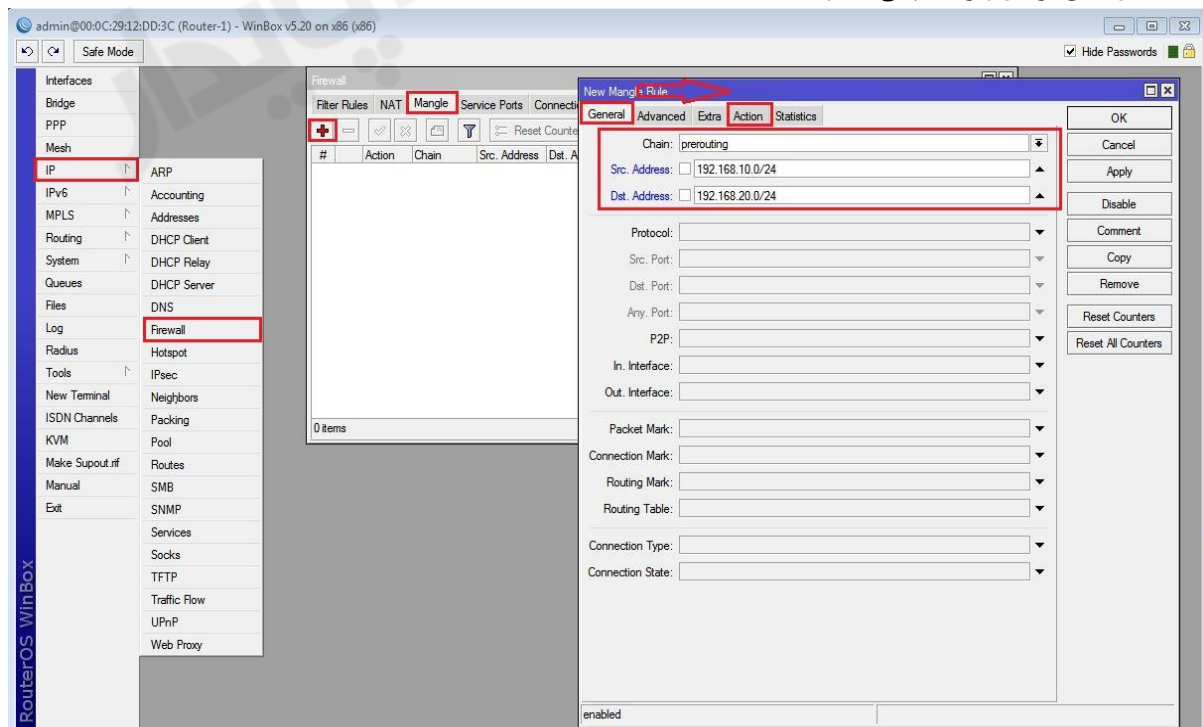 admin@00:0C:29:12:DD:3C (Router-1) - WinBox v5.20 on x86 (x86)
Safe Mode
Hide Passwords
Interfaces
Bridge
PPP
Mesh
IP
IPv6
MPLS
Routing
System
Queues
Files
Log
Radius
Tools
New Terminal
ISDN Channels
KVM
Make Supout.rif
Manual
Exit
RouterOS WinBox
ARP
Accounting
Addresses
DHCP Client
DHCP Relay
DHCP Server
DNS
Firewall
Hotspot
IPsec
Neighbors
Packing
Pool
Routes
SMB
SNMP
Services
Socks
TFTP
Traffic Flow
UPnP
Web Proxy
Firewall
Filter Rules NAT Mangle Service Ports Connecti
Reset Counte
# Action Chain Src. Address Dst. A
0 items
New Mangle Rule
General Advanced Extra Action Statistics
Chain: prerouting
Src. Address: 192.168.10.0/24
Dst. Address: 192.168.20.0/24
Protocol:
Src. Port:
Dst. Port:
Any. Port:
P2P:
In. Interface:
Out. Interface:
Packet Mark:
Connection Mark:
Routing Mark:
Routing Table:
Connection Type:
Connection State:
enabled
OK
Cancel
Apply
Disable
Comment
Copy
Remove
Reset Counters
Reset All Counters